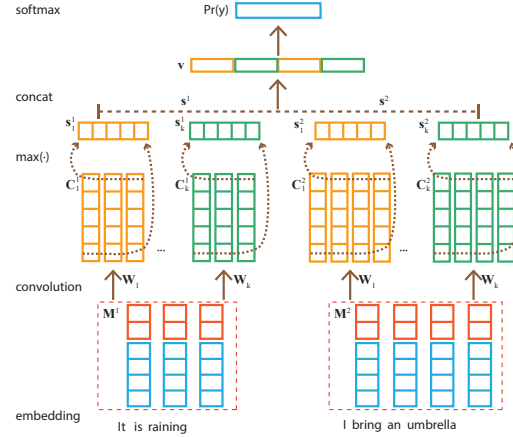 softmax
Pr(y)
v
concat
s¹ s²
s₁¹ sₖ¹ s₁² sₖ²
max(·)
C₁¹ Cₖ¹ C₁² Cₖ²
... ...
W₁ Wₖ W₁ Wₖ
convolution
M¹ M²
embedding
It is raining
I bring an umbrella